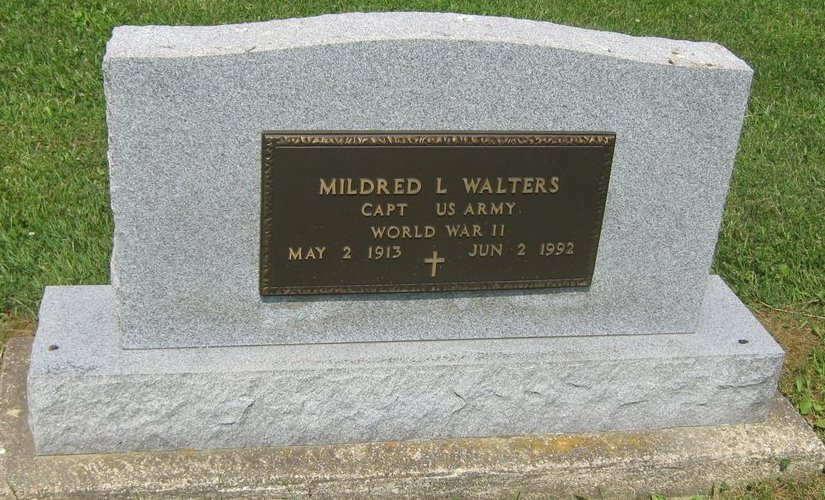 MILDRED L WALTERS
CAPT US ARMY
WORLD WAR II
MAY 2 1913 JUN 2 1992